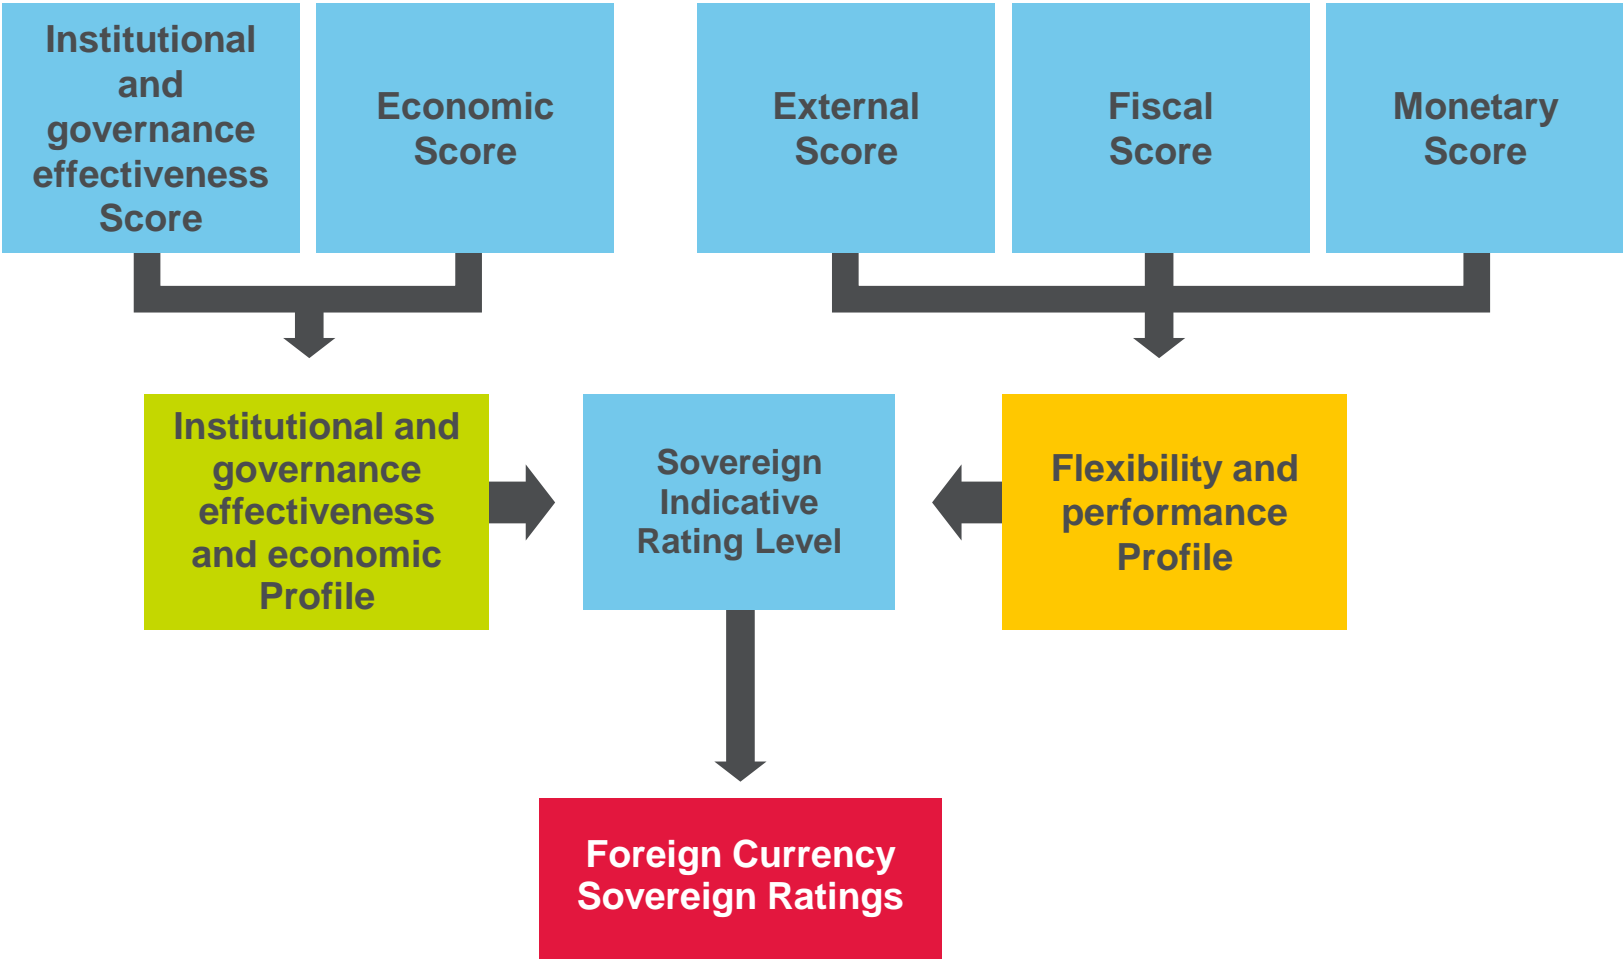 Institutional
and
governance
effectiveness
Score
Economic
Score
External
Score
Fiscal
Score
Monetary
Score
Institutional and
governance
effectiveness
and economic
Profile
Sovereign
Indicative
Rating Level
Flexibility and
performance
Profile
Foreign Currency
Sovereign Ratings